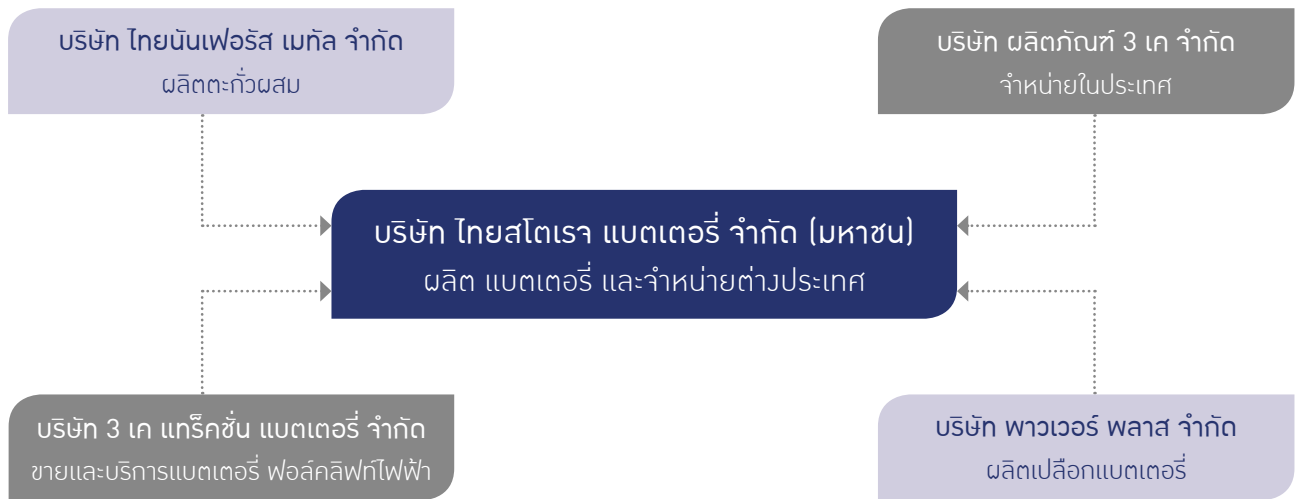 บริษัท ไทยนันเฟอรัส เมทัล จำกัด
ผลิตตะกั่วผสม
บริษัท ผลิตภัณฑ์ 3 เค จำกัด
จำหน่ายในประเทศ
บริษัท ไทยสโตเรจ แบตเตอรี่ จำกัด (มหาชน)
ผลิต แบตเตอรี่ และจำหน่ายต่างประเทศ
บริษัท 3 เค แทร็คชั่น แบตเตอรี่ จำกัด
ขายและบริการแบตเตอรี่ ฟอล์คลิฟท์ไฟฟ้า
บริษัท พาวเวอร์ พลาส จำกัด
ผลิตเปลือกแบตเตอรี่